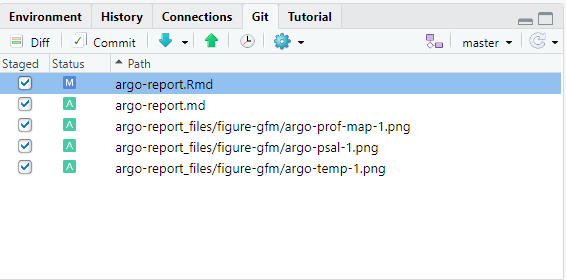 Environment History Connections Git Tutorial
Diff Commit master
Staged Status Path
M argo-report.Rmd
A argo-report.md
A argo-report_files/figure-gfm/argo-prof-map-1.png
A argo-report_files/figure-gfm/argo-psal-1.png
A argo-report_files/figure-gfm/argo-temp-1.png